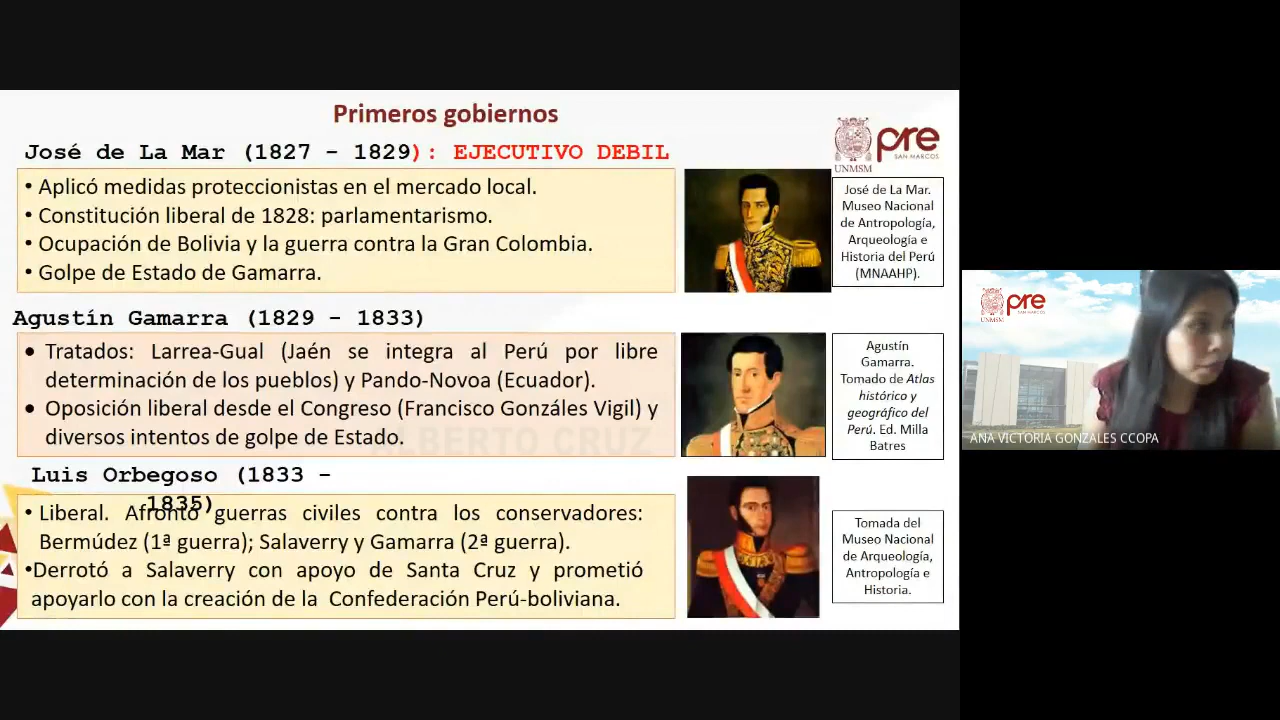 Primeros gobiernos
José de La Mar (1827 - 1829): EJECUTIVO DEBIL
• Aplicó medidas proteccionistas en el mercado local.
• Constitución liberal de 1828: parlamentarismo.
• Ocupación de Bolivia y la guerra contra la Gran Colombia.
• Golpe de Estado de Gamarra.
UNMSM
pre
SAN MARCOS
José de La Mar.
Museo Nacional
de Antropología,
Arqueología e
Historia del Perú
(MNAAHP).
Agustín Gamarra (1829 - 1833)
• Tratados: Larrea-Gual (Jaén se integra al Perú por libre
determinación de los pueblos) y Pando-Novoa (Ecuador).
• Oposición liberal desde el Congreso (Francisco Gonzáles Vigil) y
diversos intentos de golpe de Estado.
LBERTO CRUZ
Agustín
Gamarra.
Tomado de Atlas
histórico y
geográfico del
Perú. Ed. Milla
Batres
Luis Orbegoso (1833 -
1835)
• Liberal. Afrontó guerras civiles contra los conservadores:
Bermúdez (1ª guerra); Salaverry y Gamarra (2ª guerra).
•Derrotó a Salaverry con apoyo de Santa Cruz y prometió
apoyarlo con la creación de la Confederación Perú-boliviana.
Tomada del
Museo Nacional
de Arqueología,
Antropología e
Historia.
UNMSM
pre
SAN MARCOS
ANA VICTORIA GONZALES CCOPA